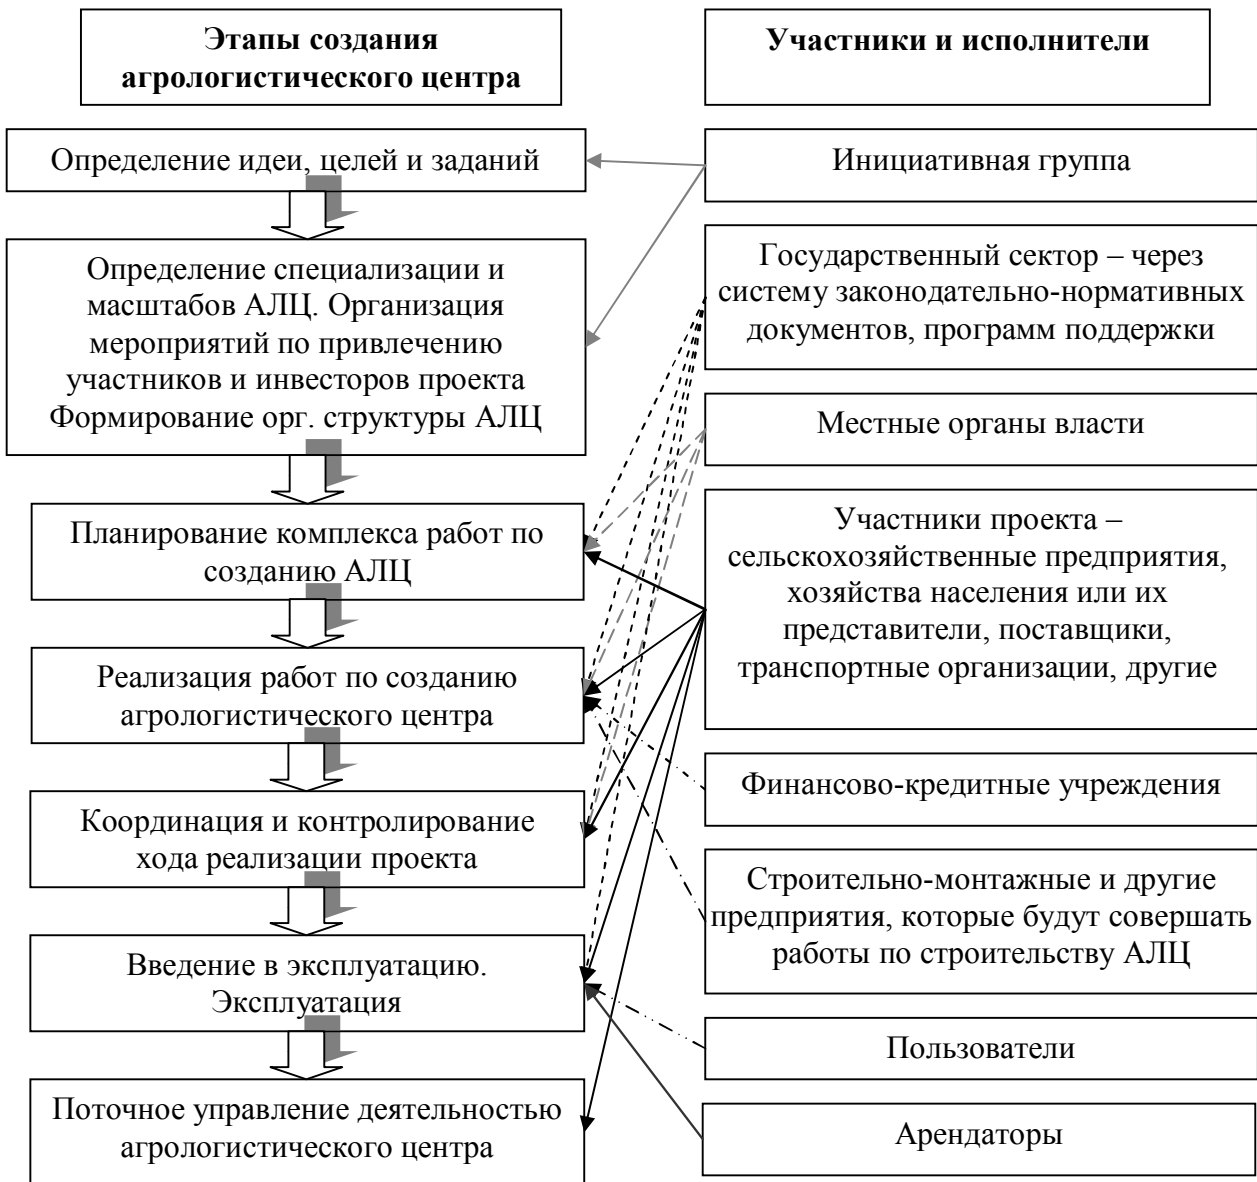 Этапы создания
агрологистического центра
Участники и исполнители
Определение идеи, целей и заданий
Определение специализации и
масштабов АЛЦ. Организация
мероприятий по привлечению
участников и инвесторов проекта
Формирование орг. структуры АЛЦ
Планирование комплекса работ по
созданию АЛЦ
Реализация работ по созданию
агрологистического центра
Координация и контролирование
хода реализации проекта
Введение в эксплуатацию.
Эксплуатация
Поточное управление деятельностью
агрологистического центра
Инициативная группа
Государственный сектор – через
систему законодательно-нормативных
документов, программ поддержки
Местные органы власти
Участники проекта –
сельскохозяйственные предприятия,
хозяйства населения или их
представители, поставщики,
транспортные организации, другие
Финансово-кредитные учреждения
Строительно-монтажные и другие
предприятия, которые будут совершать
работы по строительству АЛЦ
Пользователи
Арендаторы